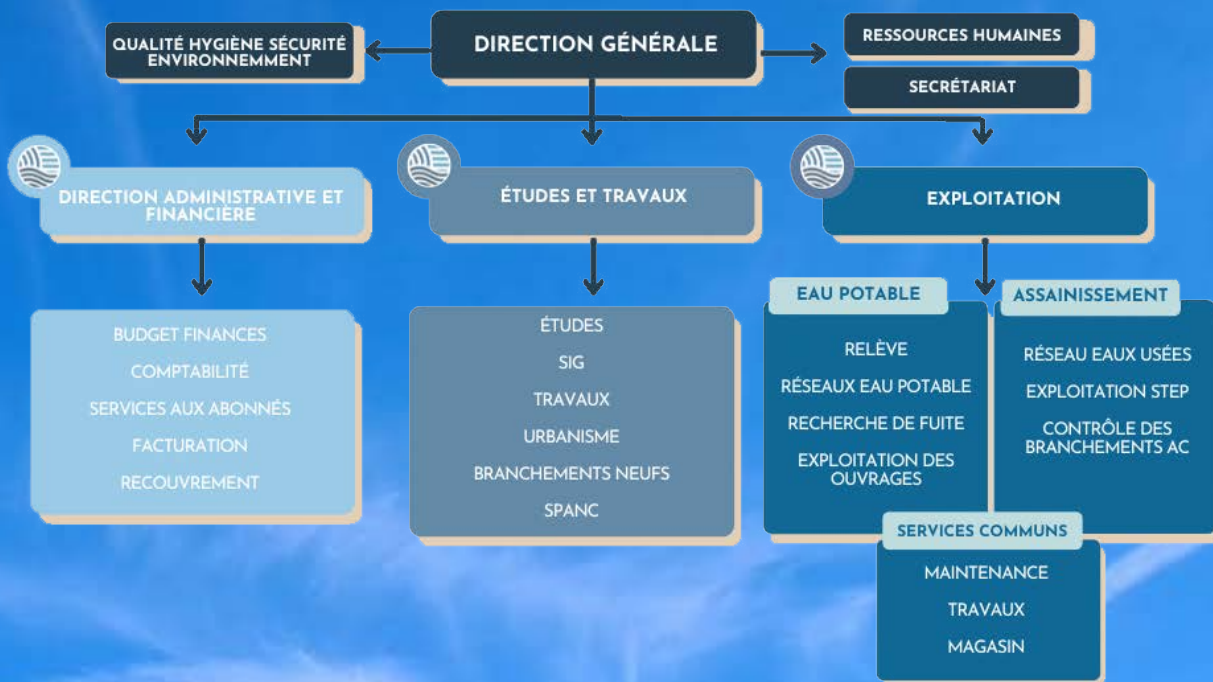 QUALITÉ HYGIÈNE SÉCURITÉ
ENVIRONNEMMENT
DIRECTION GÉNÉRALE
RESSOURCES HUMAINES
SECRÉTARIAT
DIRECTION ADMINISTRATIVE ET
FINANCIÈRE
BUDGET FINANCES
COMPTABILITÉ
SERVICES AUX ABONNÉS
FACTURATION
RECOUVREMENT
ÉTUDES ET TRAVAUX
ÉTUDES
SIG
TRAVAUX
URBANISME
BRANCHEMENTS NEUFS
SPANC
EXPLOITATION
EAU POTABLE
RELÈVE
RÉSEAUX EAU POTABLE
RECHERCHE DE FUITE
EXPLOITATION DES
OUVRAGES
ASSAINISSEMENT
RÉSEAU EAUX USÉES
EXPLOITATION STEP
CONTRÔLE DES
BRANCHEMENTS AC
SERVICES COMMUNS
MAINTENANCE
TRAVAUX
MAGASIN